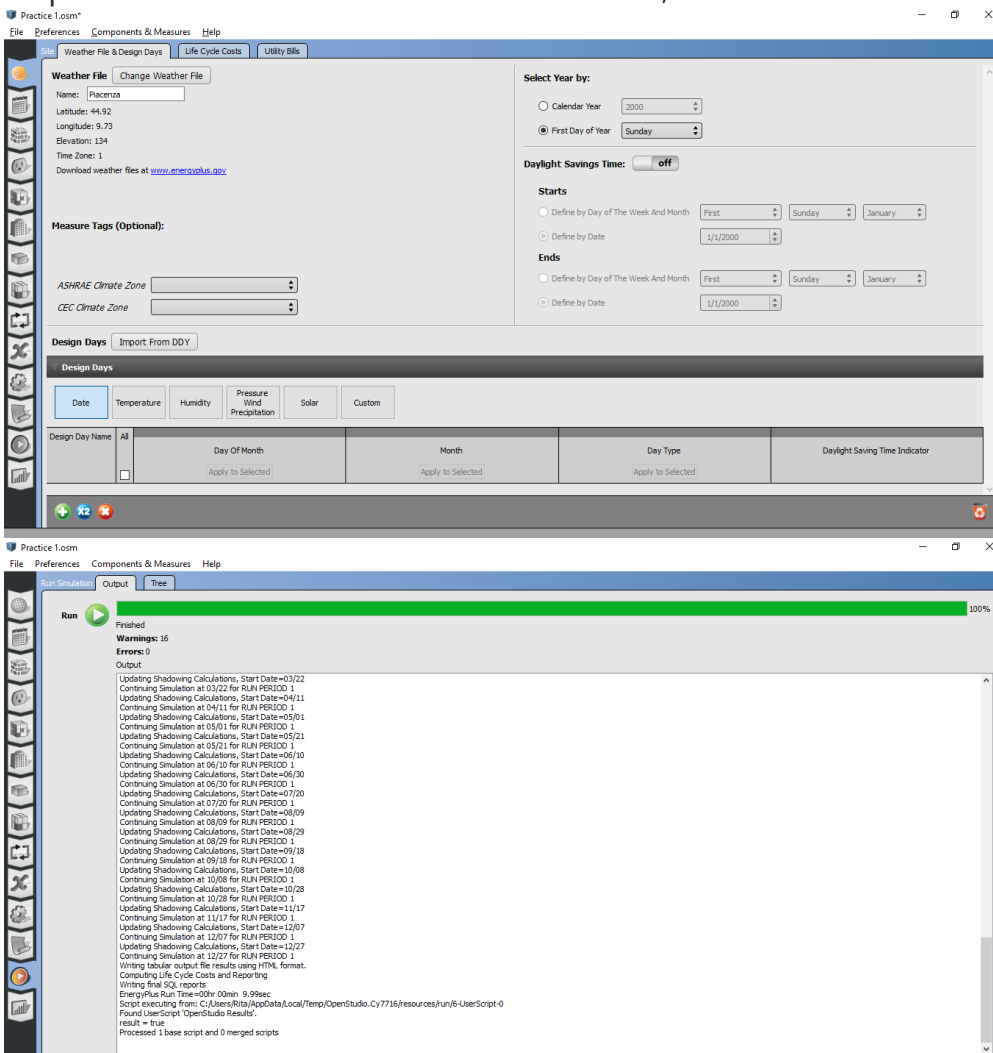 Practice 1.osm*
File Preferences Components & Measures Help
Site Weather File & Design Days Life Cycle Costs Utility Bills
Weather File Change Weather File
Select Year by:
Name: Piacenza
Calendar Year 2000
Latitude: 44.92
Longitude: 9.73
First Day of Year Sunday
Elevation: 134
Time Zone: 1
Daylight Savings Time: off
Download weather files at www.energyplus.gov
Starts
Define by Day of The Week And Month First Sunday January
Measure Tags (Optional):
Define by Date 1/1/2000
Ends
Define by Day of The Week And Month First Sunday January
ASHRAE Climate Zone
CEC Climate Zone
Define by Date 1/1/2000
Design Days Import From DDY
Design Days
Date Temperature Humidity Pressure Wind Precipitation Solar Custom
Design Day Name All Day Of Month Month Day Type Daylight Saving Time Indicator
Apply to Selected Apply to Selected Apply to Selected
X2
Practice 1.osm
File Preferences Components & Measures Help
Run Simulation Output Tree
Run 100%
Finished
Warnings: 16
Errors: 0
Output
Updating Shadowing Calculations, Start Date=03/22
Continuing Simulation at 03/22 for RUN PERIOD 1
Updating Shadowing Calculations, Start Date=04/11
Continuing Simulation at 04/11 for RUN PERIOD 1
Updating Shadowing Calculations, Start Date=05/01
Continuing Simulation at 05/01 for RUN PERIOD 1
Updating Shadowing Calculations, Start Date=05/21
Continuing Simulation at 05/21 for RUN PERIOD 1
Updating Shadowing Calculations, Start Date=06/10
Continuing Simulation at 06/10 for RUN PERIOD 1
Updating Shadowing Calculations, Start Date=06/30
Continuing Simulation at 06/30 for RUN PERIOD 1
Updating Shadowing Calculations, Start Date=07/20
Continuing Simulation at 07/20 for RUN PERIOD 1
Updating Shadowing Calculations, Start Date=08/09
Continuing Simulation at 08/09 for RUN PERIOD 1
Updating Shadowing Calculations, Start Date=08/29
Continuing Simulation at 08/29 for RUN PERIOD 1
Updating Shadowing Calculations, Start Date=09/18
Continuing Simulation at 09/18 for RUN PERIOD 1
Updating Shadowing Calculations, Start Date=10/08
Continuing Simulation at 10/08 for RUN PERIOD 1
Updating Shadowing Calculations, Start Date=10/28
Continuing Simulation at 10/28 for RUN PERIOD 1
Updating Shadowing Calculations, Start Date=11/17
Continuing Simulation at 11/17 for RUN PERIOD 1
Updating Shadowing Calculations, Start Date=12/07
Continuing Simulation at 12/07 for RUN PERIOD 1
Updating Shadowing Calculations, Start Date=12/27
Continuing Simulation at 12/27 for RUN PERIOD 1
Writing tabular output file results using HTML format.
Computing Life Cycle Costs and Reporting
Writing final SQL reports
EnergyPlus Run Time=00hr 00min 9.99sec
Script executing from: C:/Users/Rita/AppData/Local/Temp/OpenStudio.Cy7716/resources/run/6-UserScript-0
Found UserScript 'OpenStudio Results'.
result = true
Processed 1 base script and 0 merged scripts